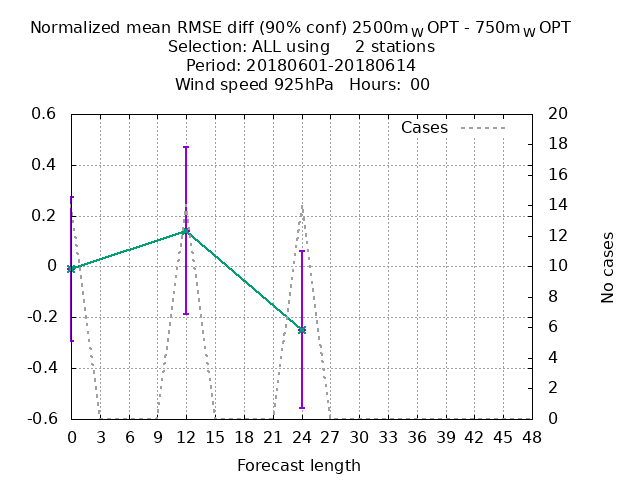 Normalized mean RMSE diff (90% conf) 2500m_W OPT - 750m_W OPT
Selection: ALL using 2 stations
Period: 20180601-20180614
Wind speed 925hPa Hours: 00
Cases
0.6
0.4
0.2
0
-0.2
-0.4
-0.6
20
18
16
14
12
10
8
6
4
2
0
No cases
0 3 6 9 12 15 18 21 24 27 30 33 36 39 42 45 48
Forecast length